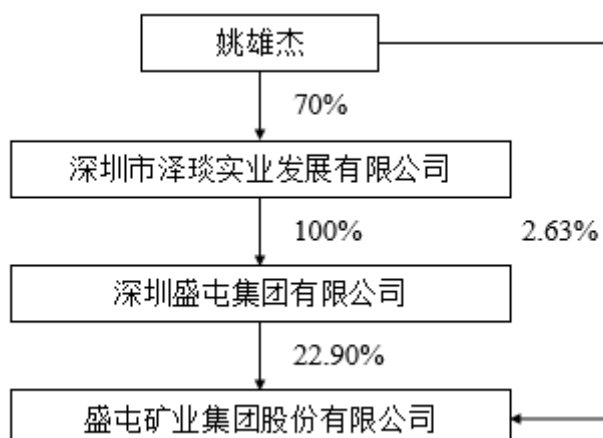 姚雄杰
70%
深圳市泽琰实业发展有限公司
100%
2.63%
深圳盛屯集团有限公司
22.90%
盛屯矿业集团股份有限公司